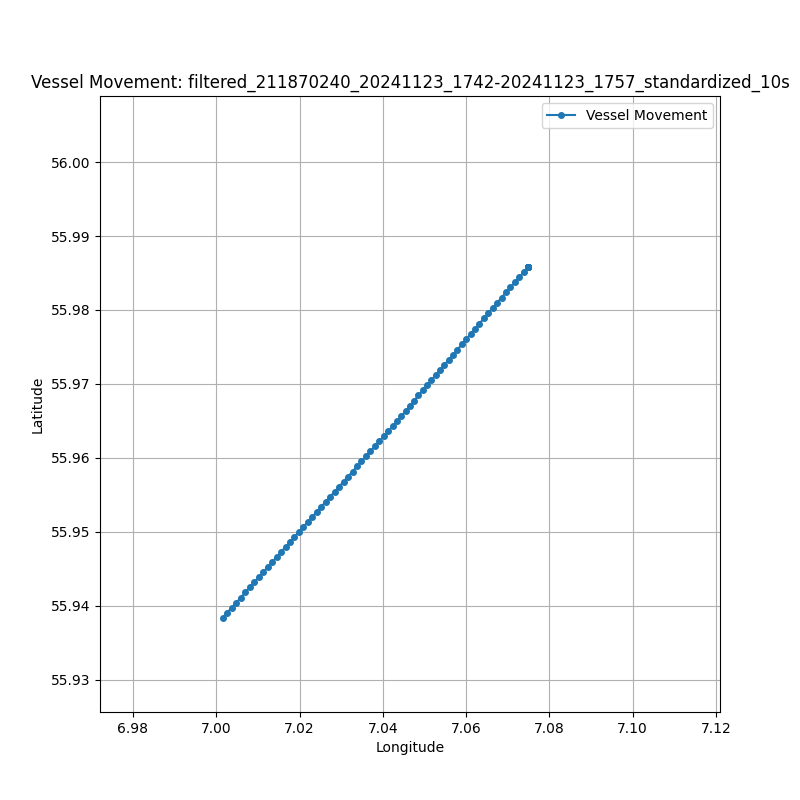 Vessel Movement: filtered_211870240_20241123_1742-20241123_1757_standardized_10s
Vessel Movement
56.00
55.99
55.98
55.97
55.96
55.95
55.94
55.93
Latitude
6.98 7.00 7.02 7.04 7.06 7.08 7.10 7.12
Longitude